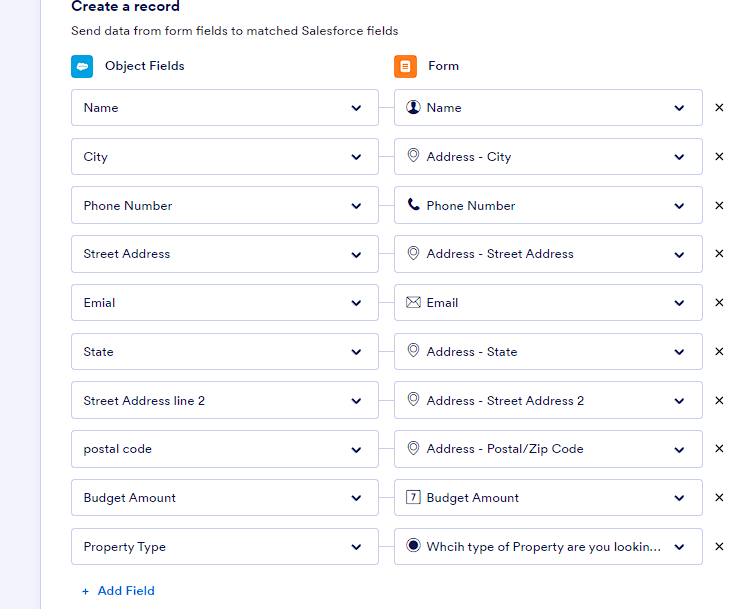 Create a record
Send data from form fields to matched Salesforce fields
Object Fields Form
Name Name
City Address - City
Phone Number Phone Number
Street Address Address - Street Address
Emial Email
State Address - State
Street Address line 2 Address - Street Address 2
postal code Address - Postal/Zip Code
Budget Amount 7 Budget Amount
Property Type Whcih type of Property are you lookin...
+ Add Field